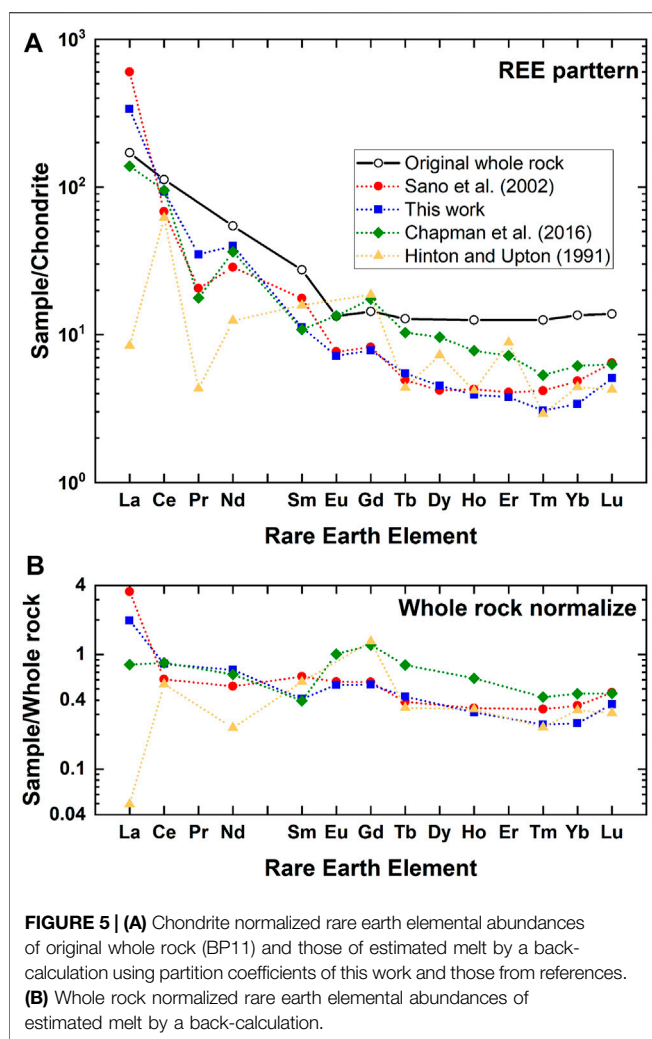 A
REE parttern
10³
10²
10¹
10⁰
Sample/Chondrite
Original whole rock
Sano et al. (2002)
This work
Chapman et al. (2016)
Hinton and Upton (1991)
La Ce Pr Nd Sm Eu Gd Tb Dy Ho Er Tm Yb Lu
Rare Earth Element
B
Whole rock normalize
4
1
0.4
0.1
0.04
Sample/Whole rock
La Ce Pr Nd Sm Eu Gd Tb Dy Ho Er Tm Yb Lu
Rare Earth Element
FIGURE 5 | (A) Chondrite normalized rare earth elemental abundances
of original whole rock (BP11) and those of estimated melt by a back-
calculation using partition coefficients of this work and those from references.
(B) Whole rock normalized rare earth elemental abundances of
estimated melt by a back-calculation.